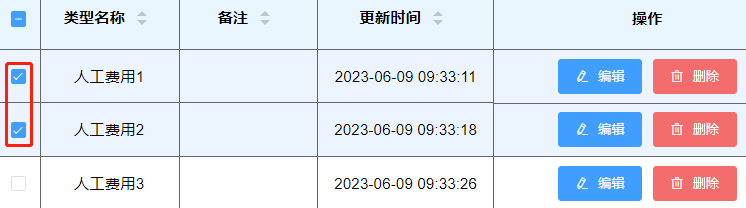 类型名称 备注 更新时间 操作
人工费用1 2023-06-09 09:33:11 编辑 删除
人工费用2 2023-06-09 09:33:18 编辑 删除
人工费用3 2023-06-09 09:33:26 编辑 删除